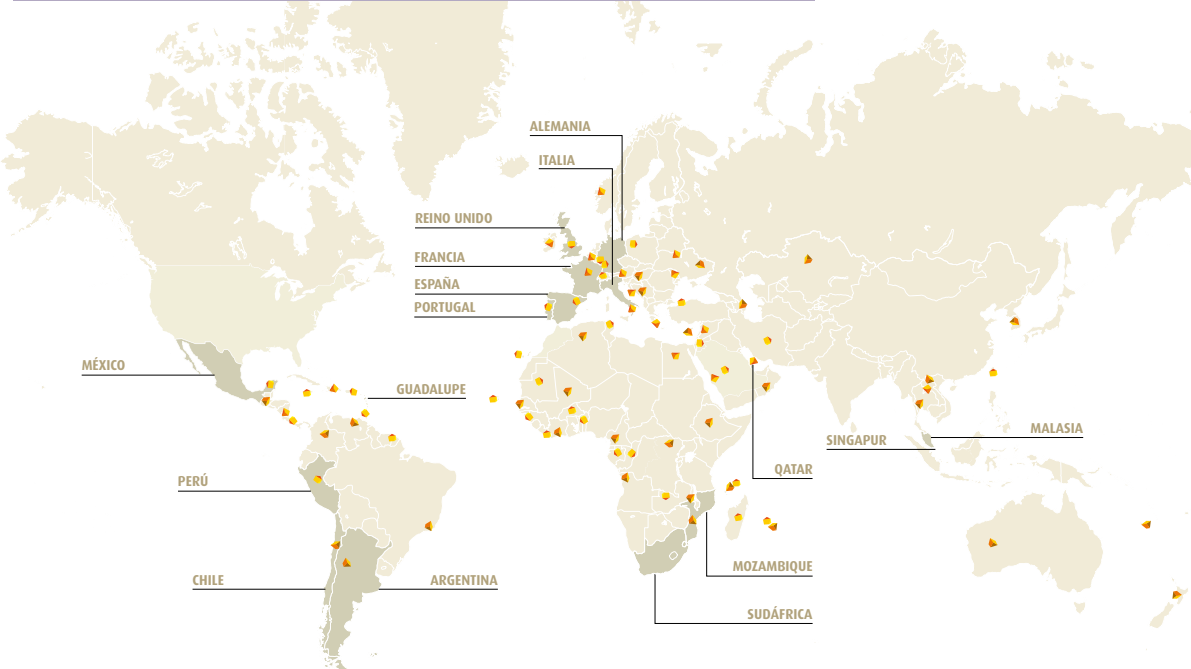 ALEMANIA
ITALIA
REINO UNIDO
FRANCIA
ESPAÑA
PORTUGAL
MÉXICO
GUADALUPE
MALASIA
SINGAPUR
QATAR
PERÚ
MOZAMBIQUE
CHILE
ARGENTINA
SUDÁFRICA